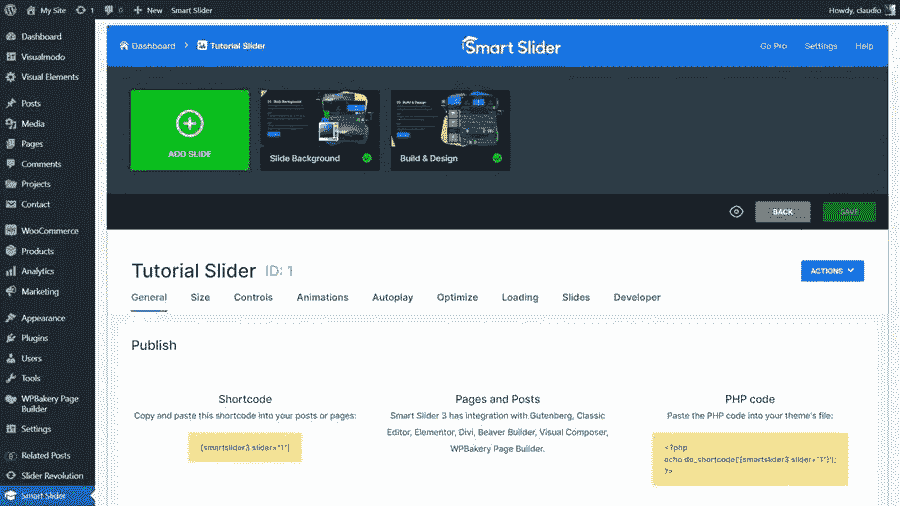 My Site 1 0 New Smart Slider Howdy, claudio
Dashboard
Visualmodo
Visual Elements
Posts
Media
Pages
Comments
Projects
Contact
WooCommerce
Products
Analytics
Marketing
Appearance
Plugins
Users
Tools
WPBakery Page
Builder
Settings
Related Posts
Slider Revolution
Smart Slider
Dashboard > Tutorial Slider
Smart Slider
Go Pro Settings Help
ADD SLIDE
Slide Background
Build & Design
BACK
SAVE
Tutorial Slider ID: 1
ACTIONS
General Size Controls Animations Autoplay Optimize Loading Slides Developer
Publish
Shortcode
Copy and paste this shortcode into your posts or pages:
[smartslider3 slider="1"]
Pages and Posts
Smart Slider 3 has integration with Gutenberg, Classic
Editor, Elementor, Divi, Beaver Builder, Visual Composer,
WPBakery Page Builder.
PHP code
Paste the PHP code into your theme's file:
<?php
echo do_shortcode('[smartslider3 slider="1"]');
?>